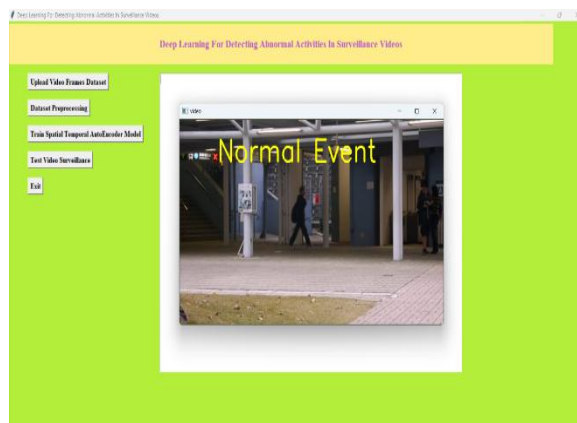 Deep Learning For Detecting Abnormal Activities In Surveillance Videos
Deep Learning For Detecting Abnormal Activities In Surveillance Videos
Upload Video Frames Dataset
Dataset Preprocessing
Train Spatial Temporal AutoEncoder Model
Test Video Surveillance
Exit
video
Normal Event